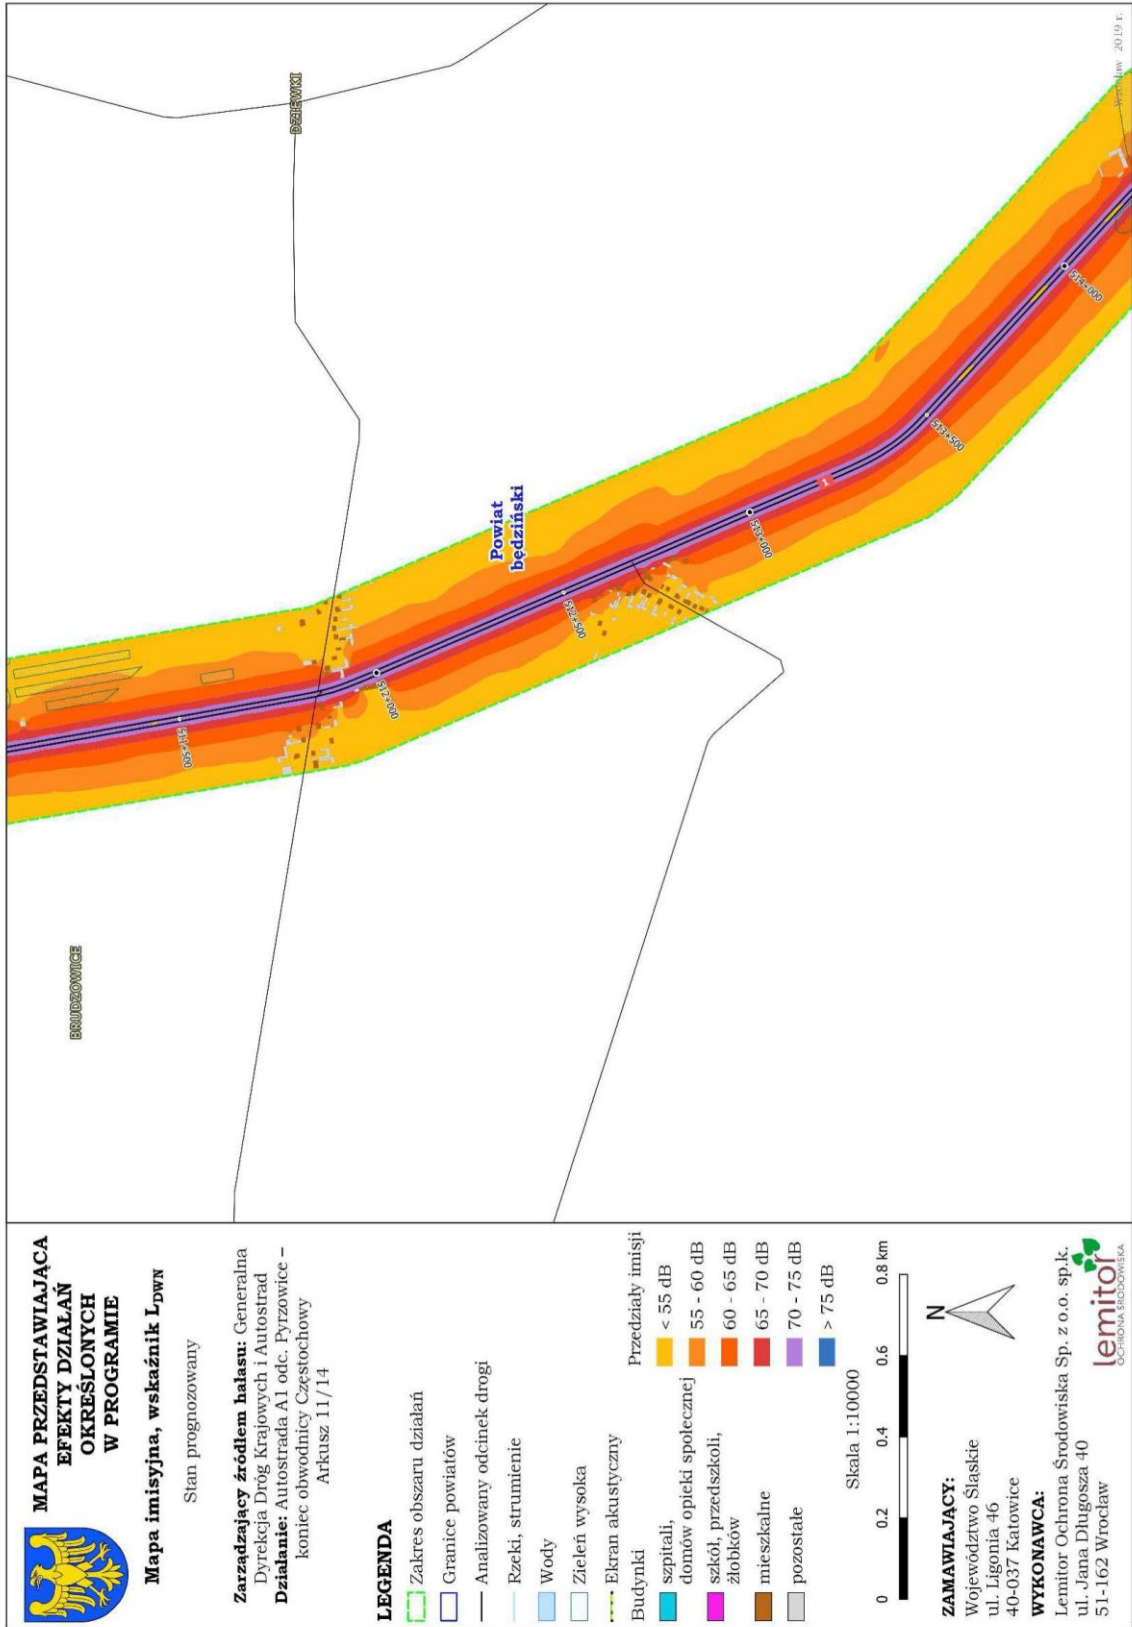 MAPA PRZEDSTAWIAJĄCA
EFEKTY DZIAŁAŃ
OKREŚLONYCH
W PROGRAMIE
Mapa imisyjna, wskaźnik L_DWN
Stan prognozowany
Zarządzający źródłem hałasu: Generalna
Dyrekcja Dróg Krajowych i Autostrad
Działanie: Autostrada A1 odc. Pyrzowice –
koniec obwodnicy Częstochowy
Arkusz 11/14
LEGENDA
Zakres obszaru działań
Granice powiatów
Analizowany odcinek drogi
Rzeki, strumienie
Wody
Zieleń wysoka
Ekran akustyczny
Budynki
szpitali,
domów opieki społecznej
szkół, przedszkoli,
żłobków
mieszkalne
pozostałe
Przedziały imisji
< 55 dB
55 - 60 dB
60 - 65 dB
65 - 70 dB
70 - 75 dB
> 75 dB
Skala 1:10000
0 0.2 0.4 0.6 0.8 km
N
ZAMAWIAJĄCY:
Województwo Śląskie
ul. Ligonia 46
40-037 Katowice
WYKONAWCA:
Lemitor Ochrona Środowiska Sp. z o.o. sp.k.
ul. Jana Długosza 40
51-162 Wrocław
lemitor
OCHRONA ŚRODOWISKA
BRUDZOWICE
DZIEWKI
Powiat
będziński
511+500
512+000
512+500
513+000
1
513+500
514+000
Wrocław 2019 r.